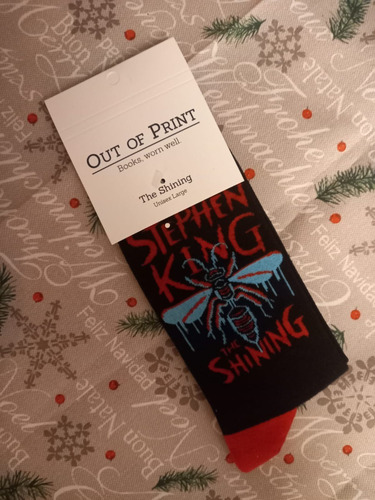 OUT OF PRINT
Books, worn well.
The Shining
Unisex Large
STEPHEN
KING
THE
SHINING
Buon Natale
Feliz Navidad
Feliz Navidad
Buon Natale
Noel